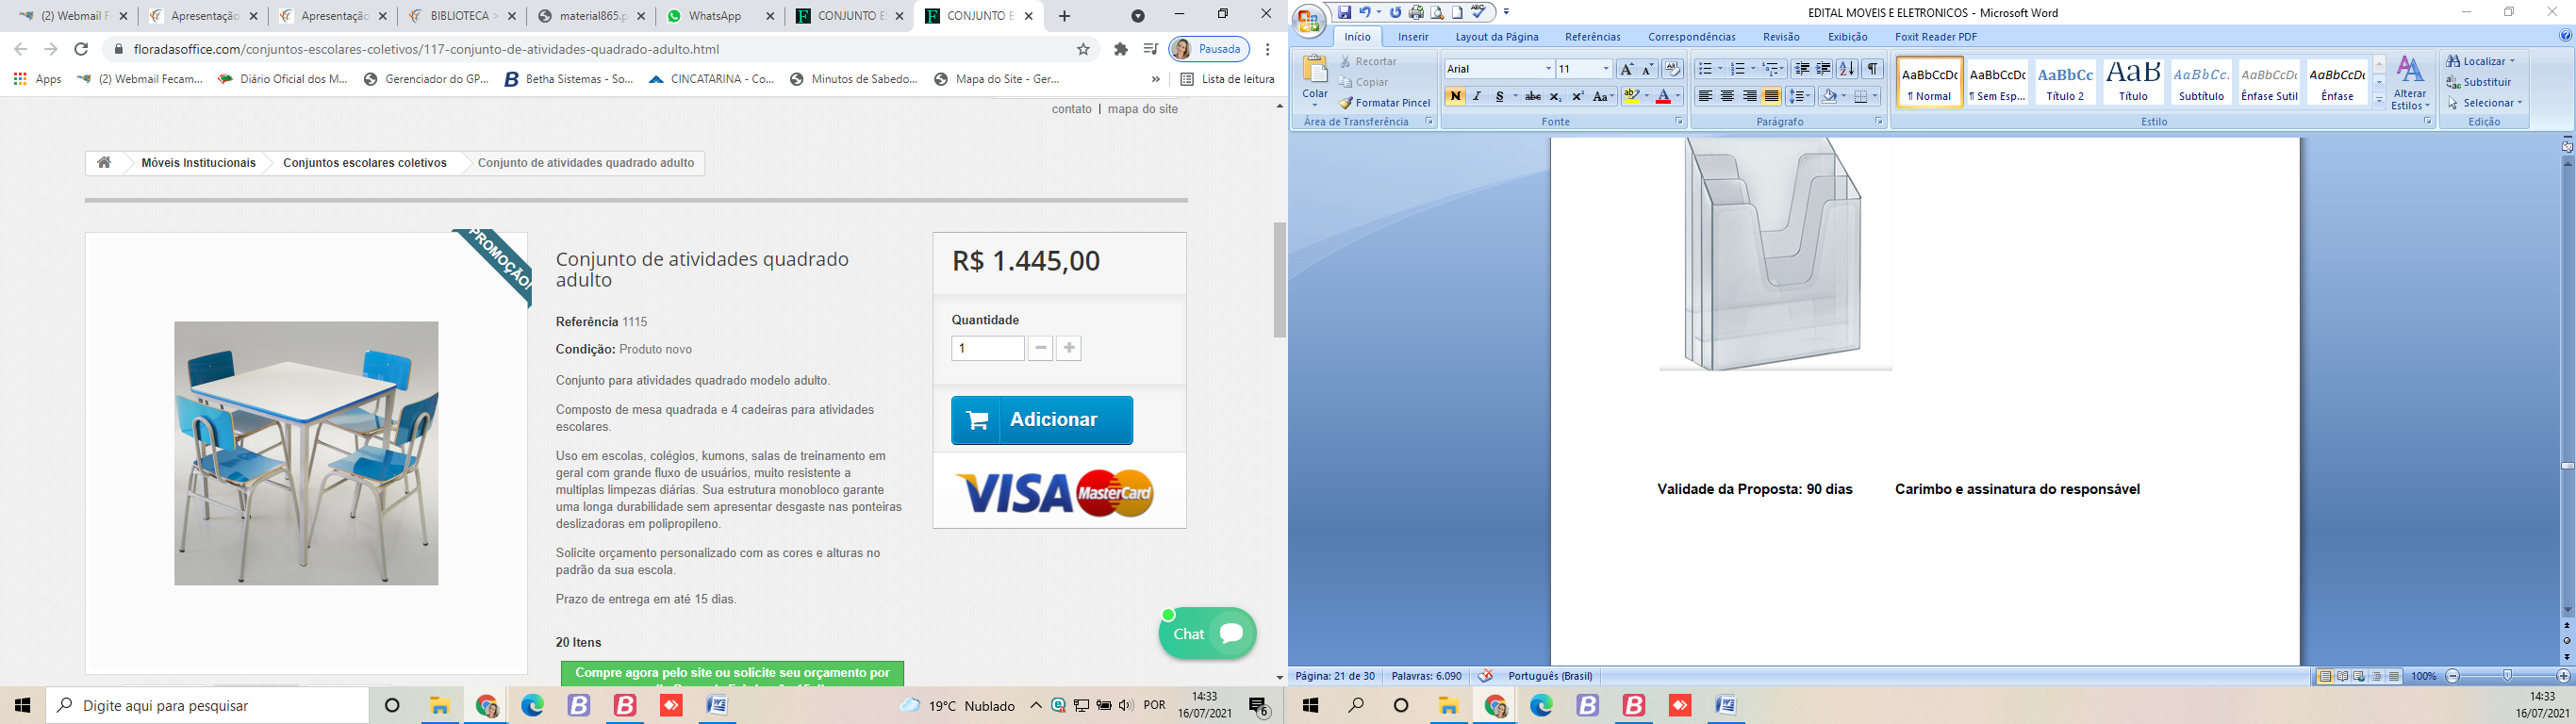 (2) Webmail F
Apresentação
Apresentação
BIBLIOTECA >
material865.p
WhatsApp
CONJUNTO E
CONJUNTO E
floradasoffice.com/conjuntos-escolares-coletivos/117-conjunto-de-atividades-quadrado-adulto.html
Pausada
Apps
(2) Webmail Fecam...
Diário Oficial dos M...
Gerenciador do GP...
Betha Sistemas - So...
CINCATARINA - Co...
Minutos de Sabedo...
Mapa do Site - Ger...
»
Lista de leitura
contato | mapa do site
Móveis Institucionais
Conjuntos escolares coletivos
Conjunto de atividades quadrado adulto
PROMOÇÃO!
Conjunto de atividades quadrado
adulto
Referência 1115
Condição: Produto novo
Conjunto para atividades quadrado modelo adulto.
Composto de mesa quadrada e 4 cadeiras para atividades
escolares.
Uso em escolas, colégios, kumons, salas de treinamento em
geral com grande fluxo de usuários, muito resistente a
multiplas limpezas diárias. Sua estrutura monobloco garante
uma longa durabilidade sem apresentar desgaste nas ponteiras
deslizadoras em polipropileno.
Solicite orçamento personalizado com as cores e alturas no
padrão da sua escola.
Prazo de entrega em até 15 dias.
20 Itens
Compre agora pelo site ou solicite seu orçamento por
R$ 1.445,00
Quantidade
1
Adicionar
VISA MasterCard
Chat
Digite aqui para pesquisar
19°C Nublado
POR
14:33
16/07/2021
6
EDITAL MOVEIS E ELETRONICOS - Microsoft Word
Início
Inserir
Layout da Página
Referências
Correspondências
Revisão
Exibição
Foxit Reader PDF
Colar
Recortar
Copiar
Formatar Pincel
Área de Transferência
Arial
11
N I S abc x₂ x² Aa
Fonte
Parágrafo
AaBbCcDc
¶ Normal
AaBbCcDc
¶ Sem Esp...
AaBbCc
Título 2
AaB
Título
AaBbCc.
Subtítulo
AaBbCcDc
Ênfase Sutil
AaBbCcDc
Ênfase
Alterar
Estilos
Estilo
Localizar
Substituir
Selecionar
Edição
Validade da Proposta: 90 dias
Carimbo e assinatura do responsável
Página: 21 de 30
Palavras: 6.090
Português (Brasil)
100%
14:33
16/07/2021